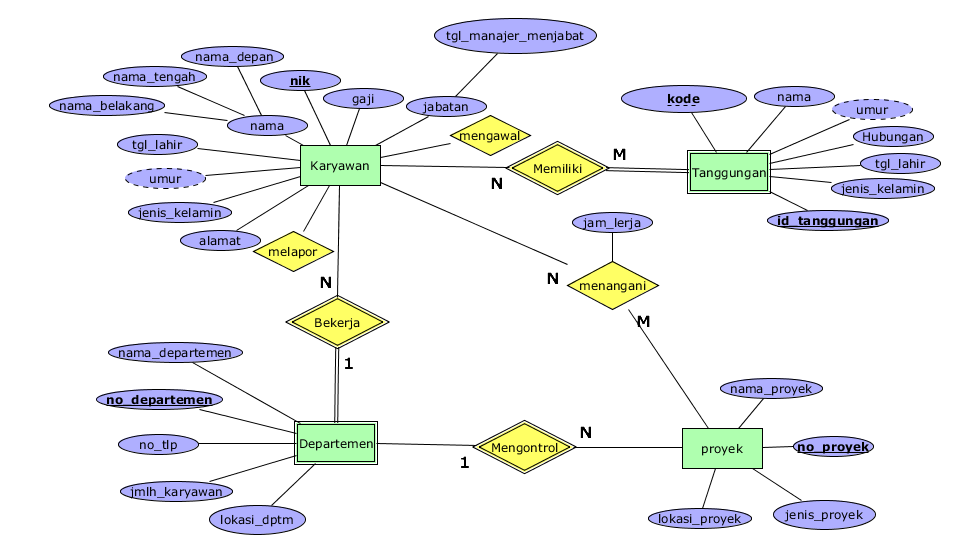 tgl_manajer_menjabat
nama_depan
nama_tengah
nik
nama_belakang
gaji
jabatan
kode
nama
umur
nama
mengawal
Hubungan
tgl_lahir
Karyawan
Memiliki
M
N
Tanggungan
tgl_lahir
umur
jenis_kelamin
jenis_kelamin
id_tanggungan
alamat
melapor
jam_lerja
N
menangani
N
M
Bekerja
1
nama_departemen
no_departemen
nama_proyek
no_tlp
Departemen
Mengontrol
1
N
proyek
no_proyek
jmlh_karyawan
lokasi_dptm
lokasi_proyek
jenis_proyek